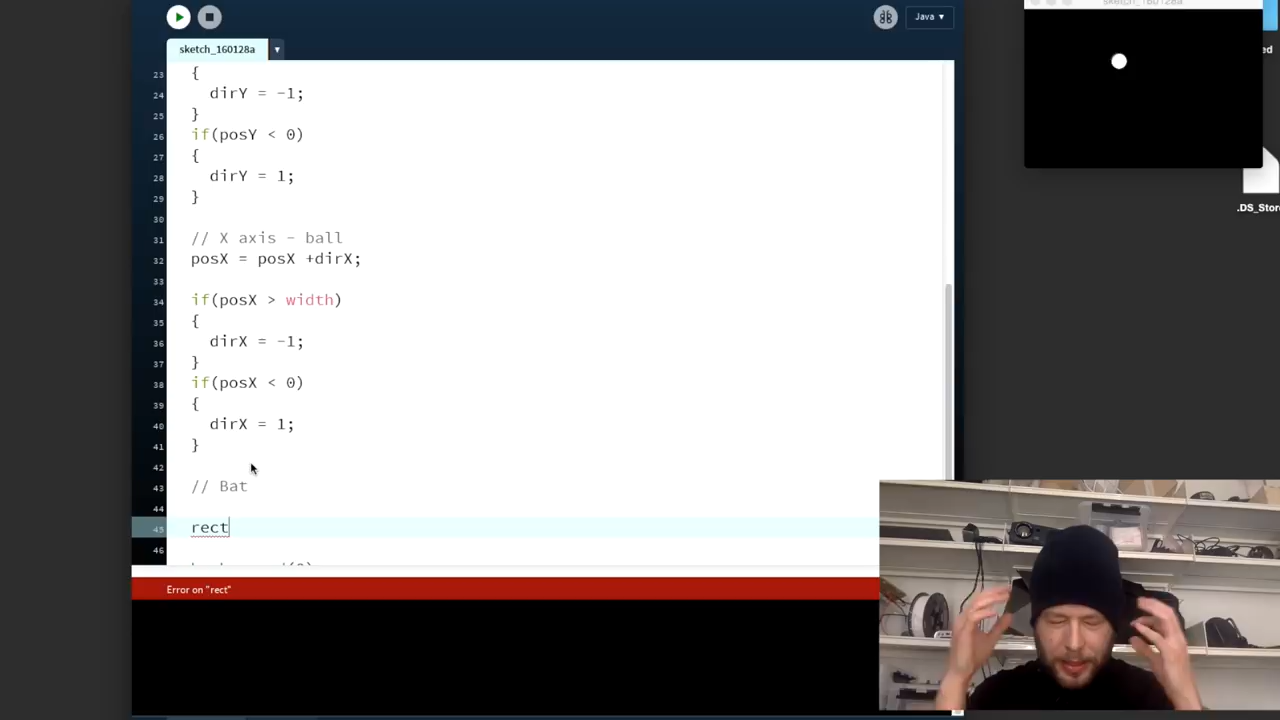 sketch_160128a
Java ▾
ed
sketch_160128a ▾
23 {
24 dirY = -1;
25 }
26 if(posY < 0)
27 {
28 dirY = 1;
29 }
30
31 // X axis - ball
32 posX = posX +dirX;
33
34 if(posX > width)
35 {
36 dirX = -1;
37 }
38 if(posX < 0)
39 {
40 dirX = 1;
41 }
42
43 // Bat
44
45 rect
46
.DS_Stor
Error on "rect"